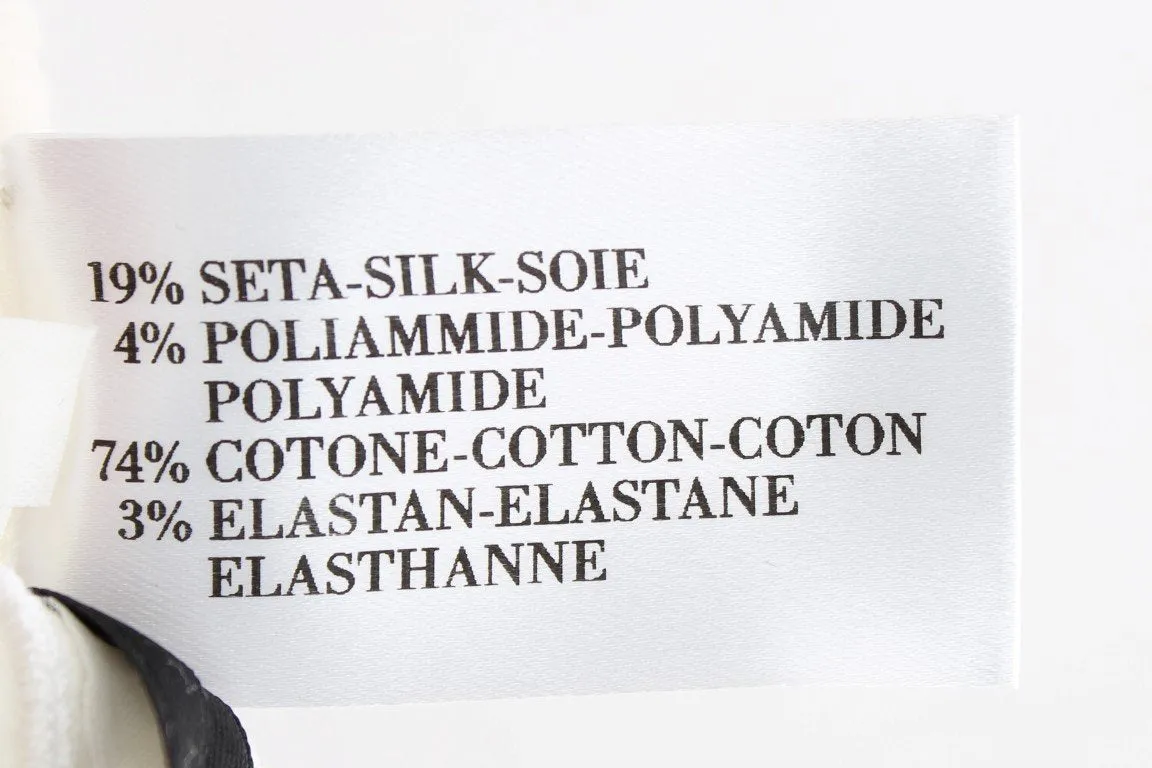 19% SETA-SILK-SOIE
4% POLIAMMIDE-POLYAMIDE
POLYAMIDE
74% COTONE-COTTON-COTON
3% ELASTAN-ELASTANE
ELASTHANNE